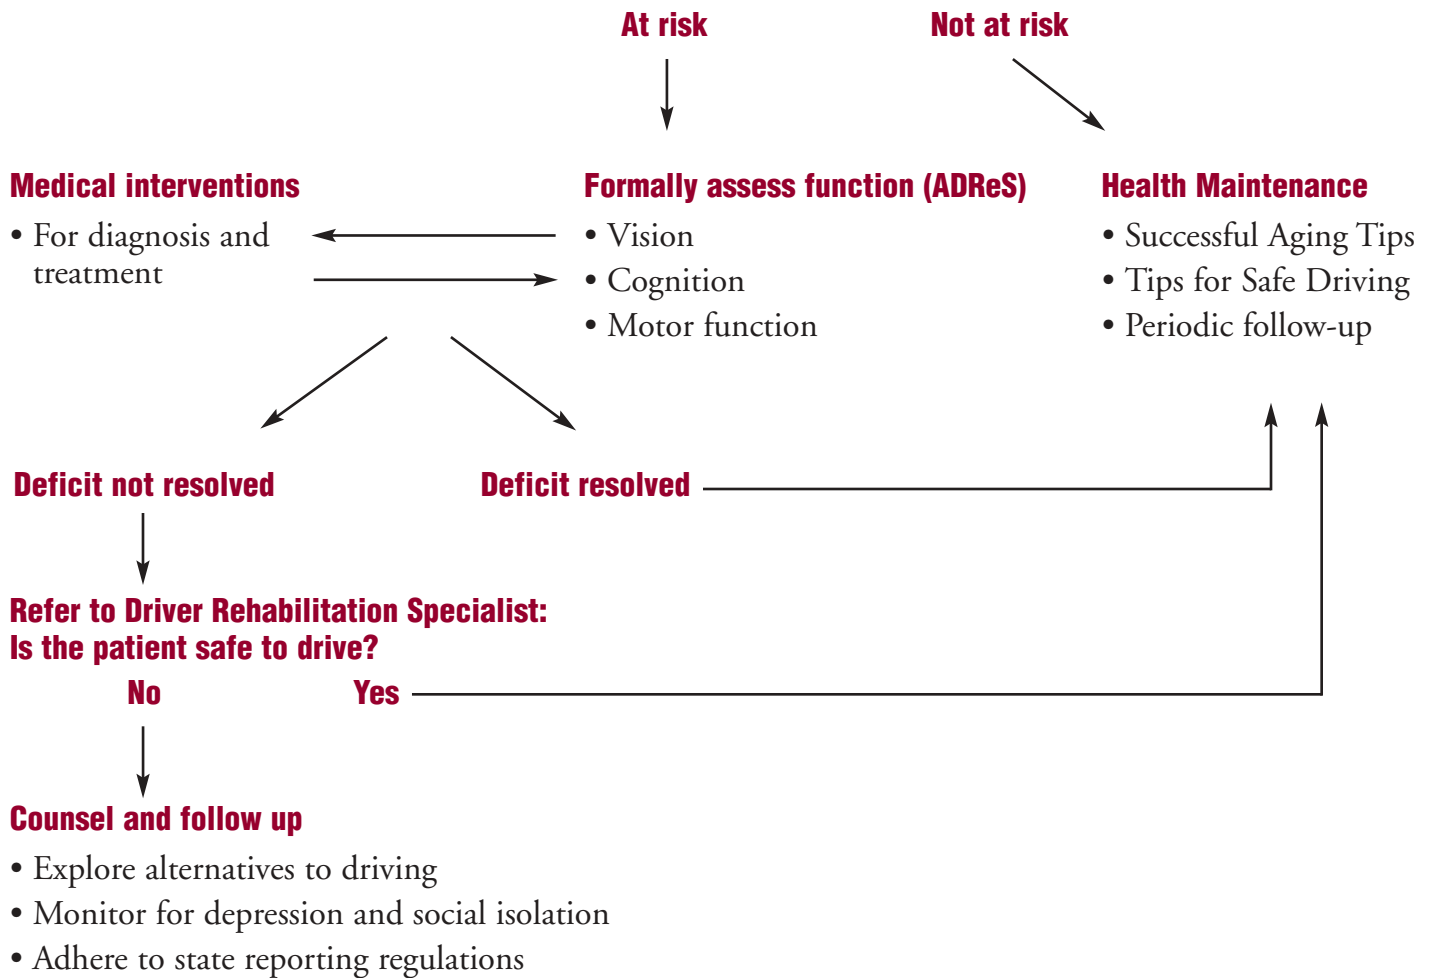 At risk
Not at risk
Medical interventions
• For diagnosis and
treatment
Formally assess function (ADReS)
• Vision
• Cognition
• Motor function
Health Maintenance
• Successful Aging Tips
• Tips for Safe Driving
• Periodic follow-up
Deficit not resolved
Deficit resolved
Refer to Driver Rehabilitation Specialist:
Is the patient safe to drive?
No
Yes
Counsel and follow up
• Explore alternatives to driving
• Monitor for depression and social isolation
• Adhere to state reporting regulations